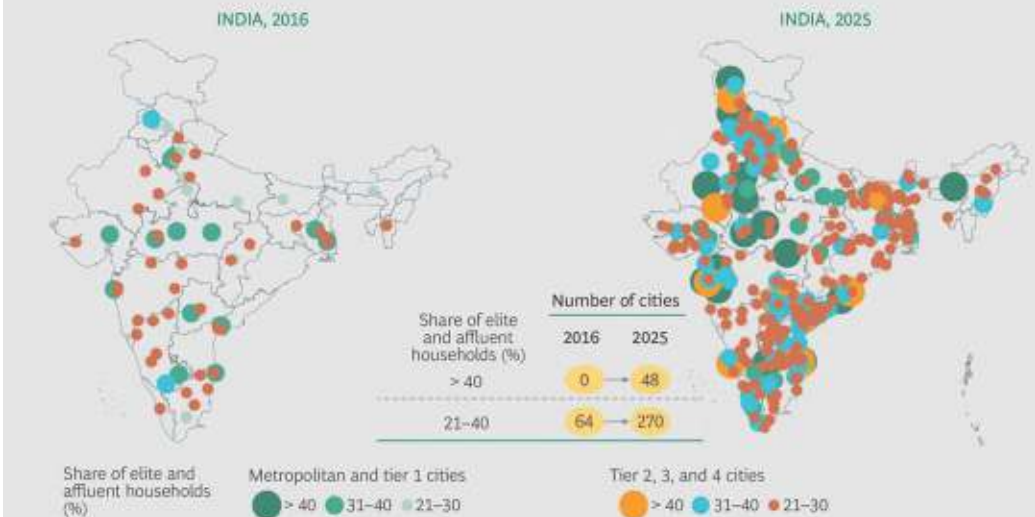 INDIA, 2016
INDIA, 2025
Number of cities
Share of elite
and affluent
households (%)
2016 2025
> 40 0 48
21–40 64 270
Share of elite and
affluent households
(%)
Metropolitan and tier 1 cities
> 40 31–40 21–30
Tier 2, 3, and 4 cities
> 40 31–40 21–30